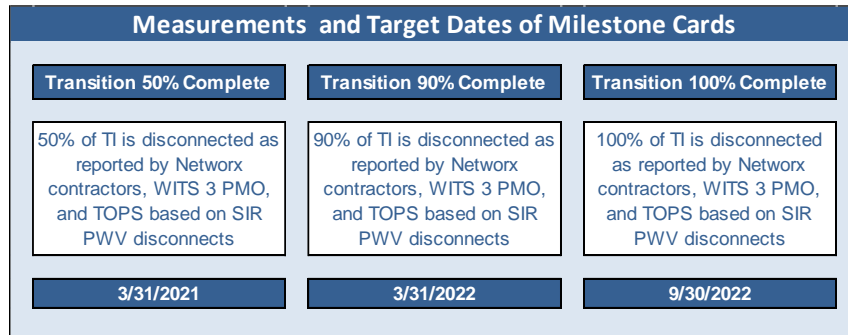 Measurements and Target Dates of Milestone Cards
Transition 50% Complete
50% of TI is disconnected as
reported by Networx
contractors, WITS 3 PMO,
and TOPS based on SIR
PWV disconnects
3/31/2021
Transition 90% Complete
90% of TI is disconnected as
reported by Networx
contractors, WITS 3 PMO,
and TOPS based on SIR
PWV disconnects
3/31/2022
Transition 100% Complete
100% of TI is disconnected
as reported by Networx
contractors, WITS 3 PMO,
and TOPS based on SIR
PWV disconnects
9/30/2022